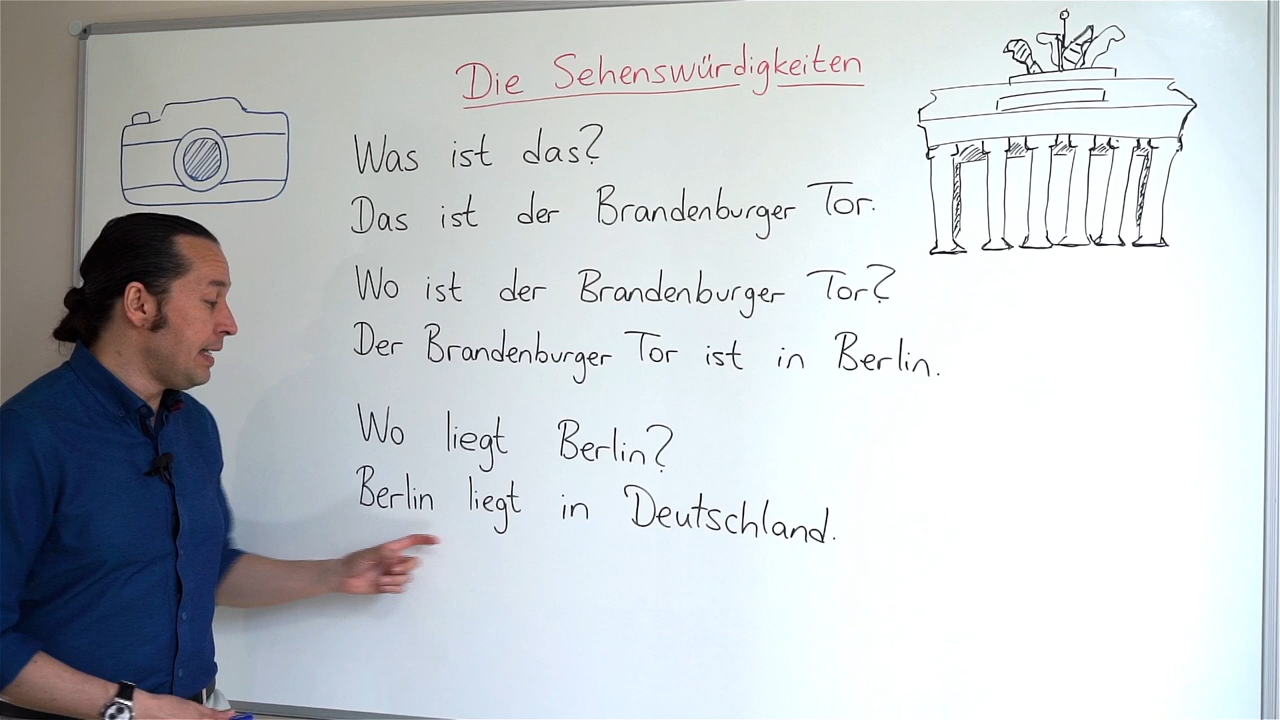 Die Sehenswürdigkeiten
Was ist das?
Das ist der Brandenburger Tor.
Wo ist der Brandenburger Tor?
Der Brandenburger Tor ist in Berlin.
Wo liegt Berlin?
Berlin liegt in Deutschland.